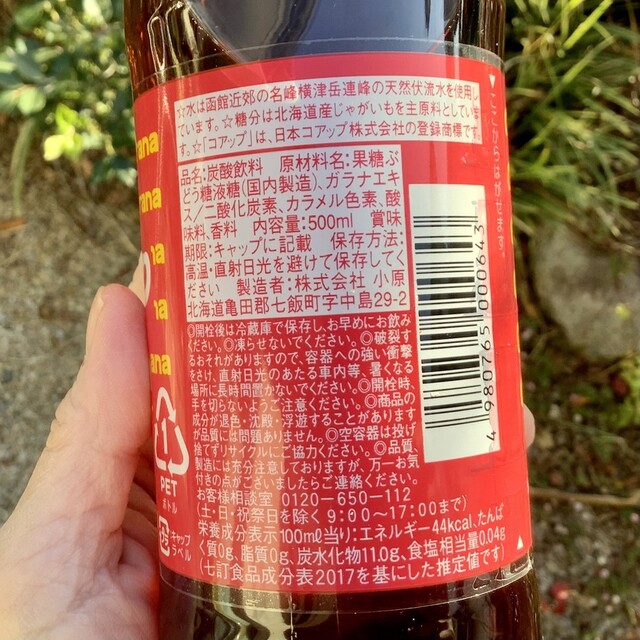 ☆水は函館近郊の名峰横津岳連峰の天然伏流水を使用し
ています。☆糖分は北海道産じゃがいもを主原料としてい
ます。☆「コアップ」は、日本コアップ株式会社の登録商標です。
品名:炭酸飲料 原材料名:果糖ぶ
どう糖液糖(国内製造)、ガラナエキ
ス/二酸化炭素、カラメル色素、酸
味料、香料 内容量:500ml 賞味
期限:キャップに記載 保存方法:
高温・直射日光を避けて保存してく
ださい 製造者:株式会社 小原
北海道亀田郡七飯町字中島29-2
◎開栓後は冷蔵庫で保存し、お早めにお飲み
ください。◎凍らせないでください。◎破裂す
るおそれがありますので、容器への強い衝撃
をさけ、直射日光のあたる車内等、暑くなる
場所に長時間置かないでください。◎開栓時、
手を切らないようご注意ください。◎商品の
成分が退色・沈殿・浮遊することがあります
が品質には問題ありません。◎空容器は投げ
捨てずリサイクルにご協力ください。◎品質、
製造には充分注意しておりますが、万一お気
付きの点がございましたらご連絡ください。
お客様相談室 0120-650-112
(土・日・祝祭日を除く 9:00〜17:00まで)
栄養成分表示100ml当り:エネルギー44kcal、たんぱ
く質0g、脂質0g、炭水化物11.0g、食塩相当量0.04g
(七訂食品成分表2017を基にした推定値です)
▽ここからはがせます。
4 980765 000643
1
PET
ボトル
キャップ
ラベル
rana
rana
na
na
ana